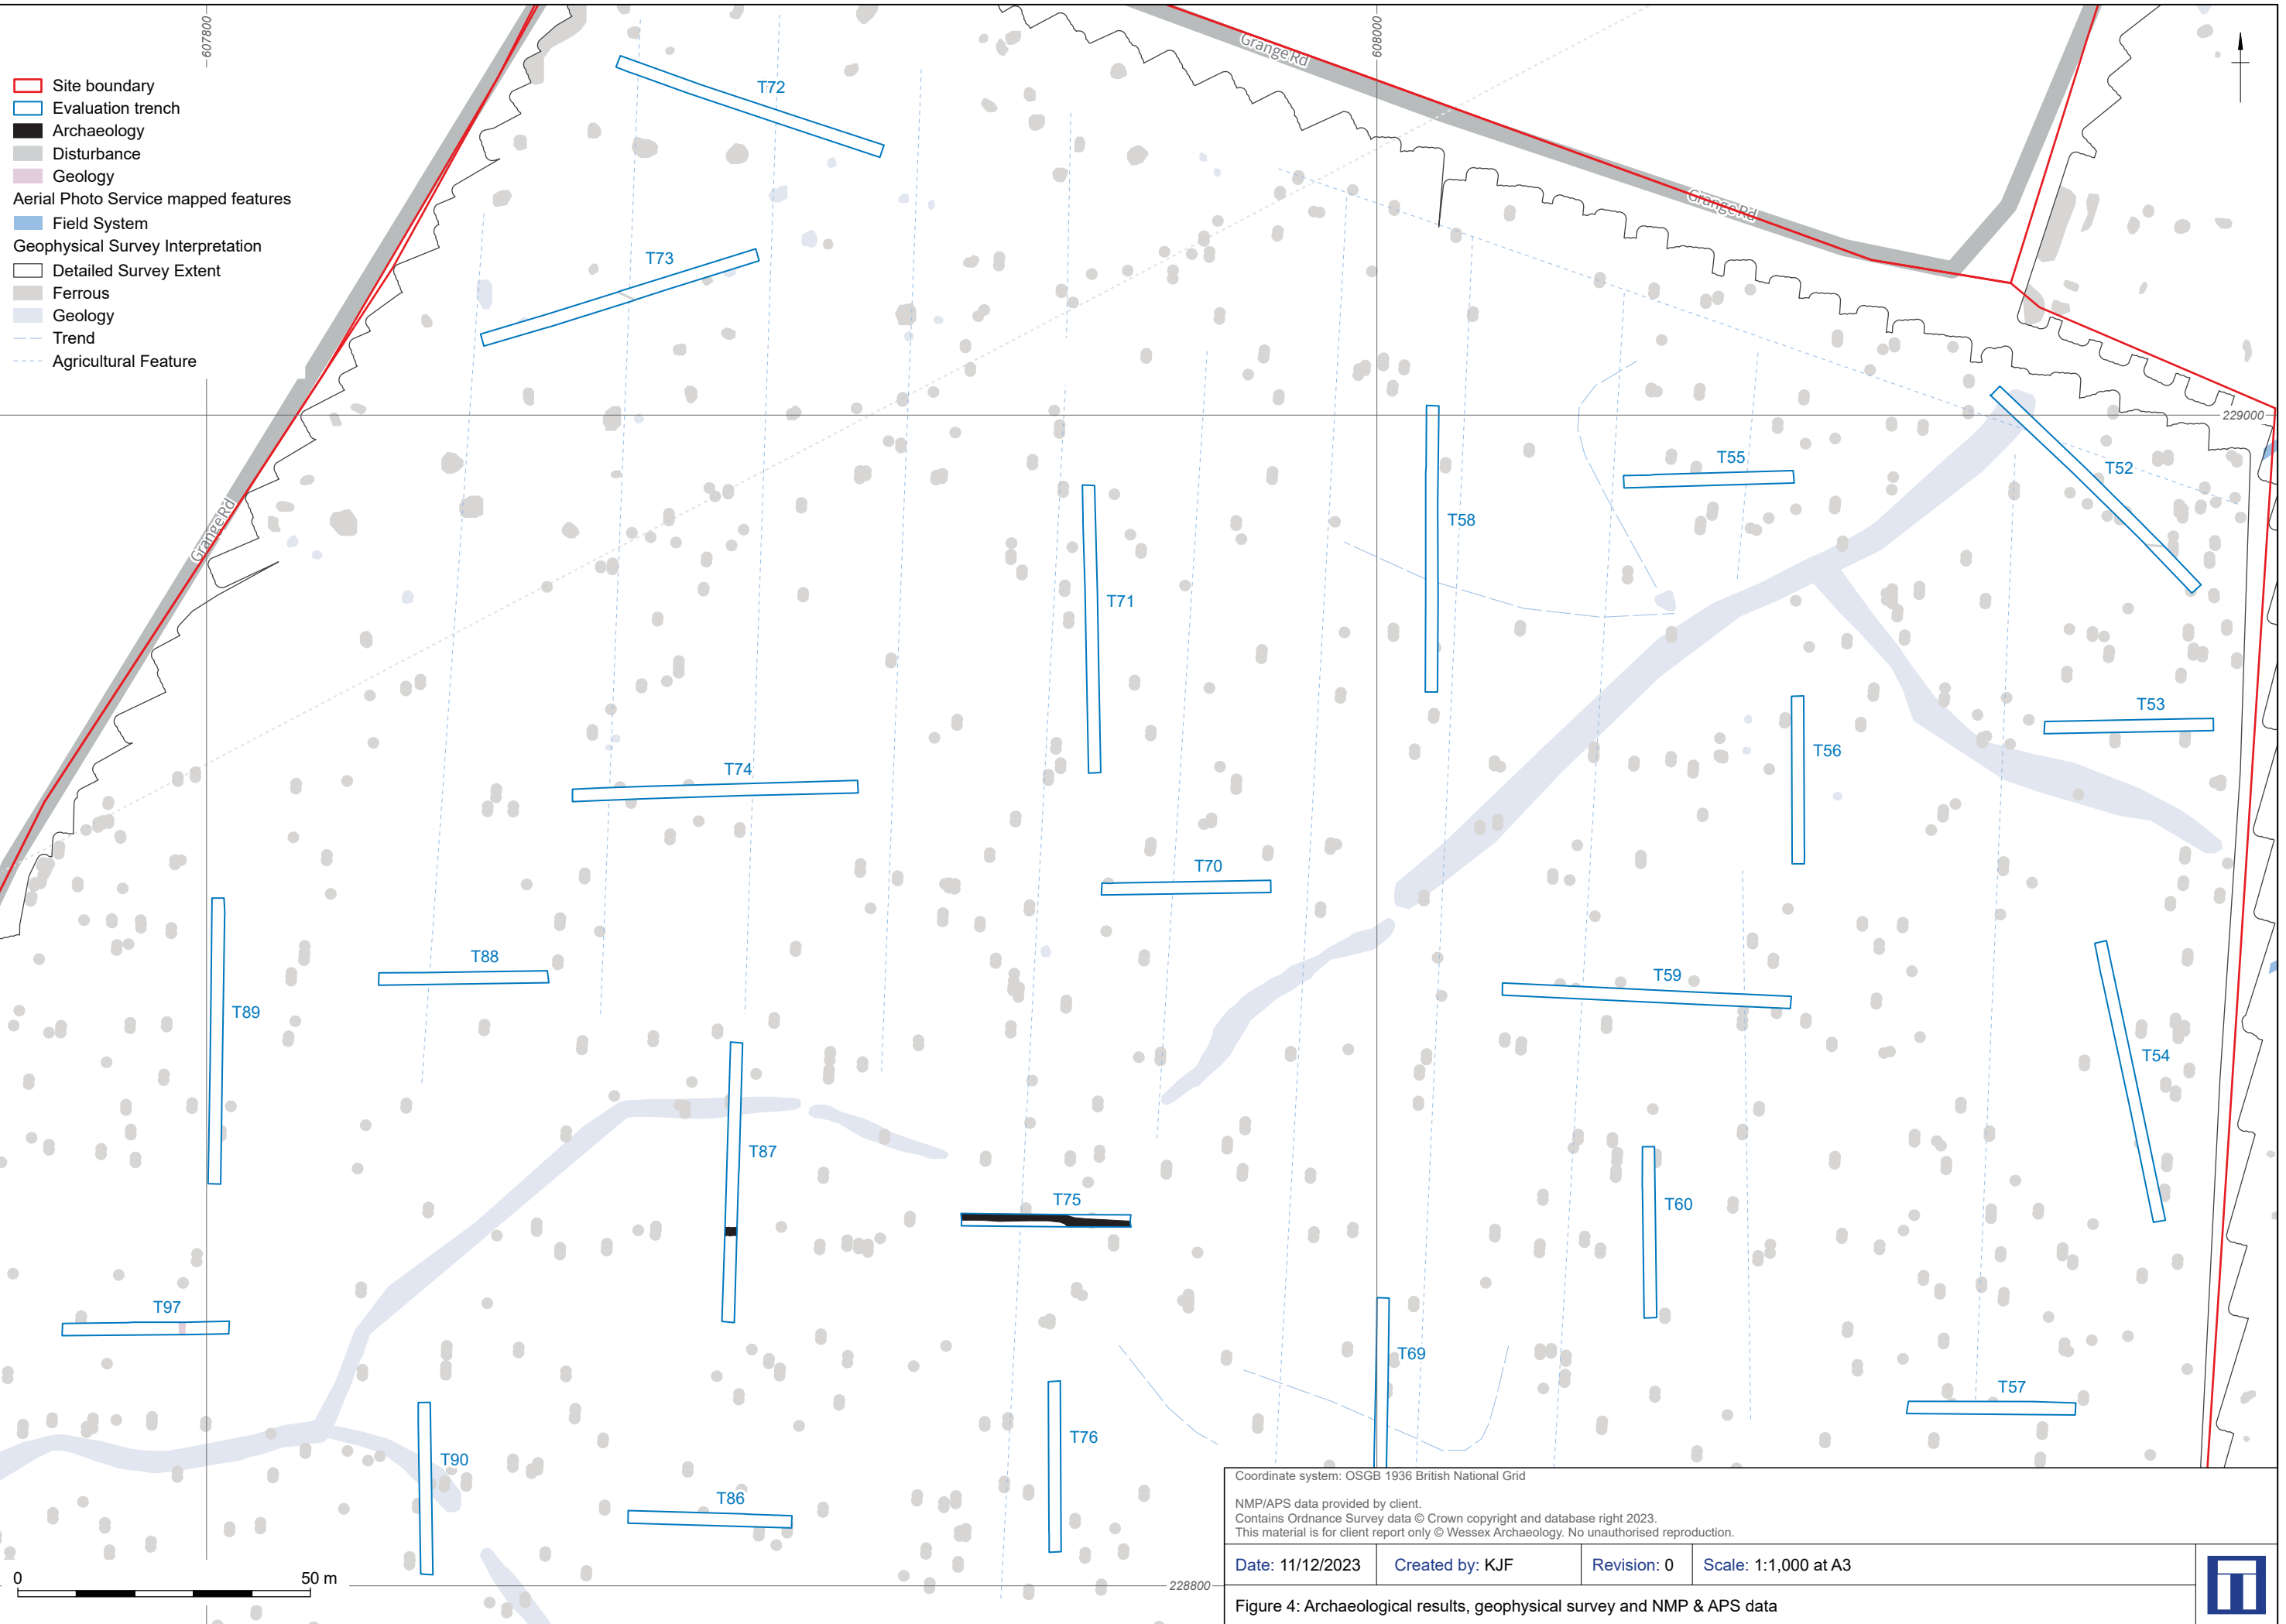 607800
608000
Grange Rd
Grange Rd
Grange Rd
229000
228800
Site boundary
Evaluation trench
Archaeology
Disturbance
Geology
Aerial Photo Service mapped features
Field System
Geophysical Survey Interpretation
Detailed Survey Extent
Ferrous
Geology
Trend
Agricultural Feature
T72
T73
T55
T52
T58
T71
T53
T56
T74
T70
T88
T59
T89
T54
T87
T75
T60
T97
T69
T57
T76
T90
T86
0 50 m
Coordinate system: OSGB 1936 British National Grid
NMP/APS data provided by client.
Contains Ordnance Survey data © Crown copyright and database right 2023.
This material is for client report only © Wessex Archaeology. No unauthorised reproduction.
Date: 11/12/2023 Created by: KJF Revision: 0 Scale: 1:1,000 at A3
Figure 4: Archaeological results, geophysical survey and NMP & APS data